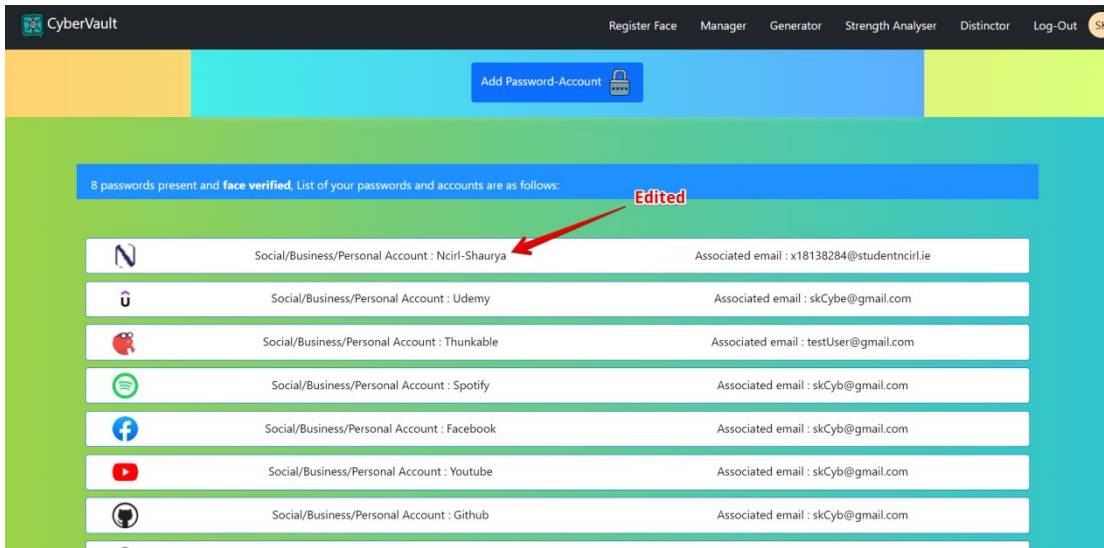 CyberVault
Register Face Manager Generator Strength Analyser Distinctor Log-Out SK
Add Password-Account
8 passwords present and face verified, List of your passwords and accounts are as follows:
Edited
Social/Business/Personal Account : Ncirl-Shaurya Associated email : x18138284@studentncirl.ie
Social/Business/Personal Account : Udemy Associated email : skCybe@gmail.com
Social/Business/Personal Account : Thunkable Associated email : testUser@gmail.com
Social/Business/Personal Account : Spotify Associated email : skCyb@gmail.com
Social/Business/Personal Account : Facebook Associated email : skCyb@gmail.com
Social/Business/Personal Account : Youtube Associated email : skCyb@gmail.com
Social/Business/Personal Account : Github Associated email : skCyb@gmail.com